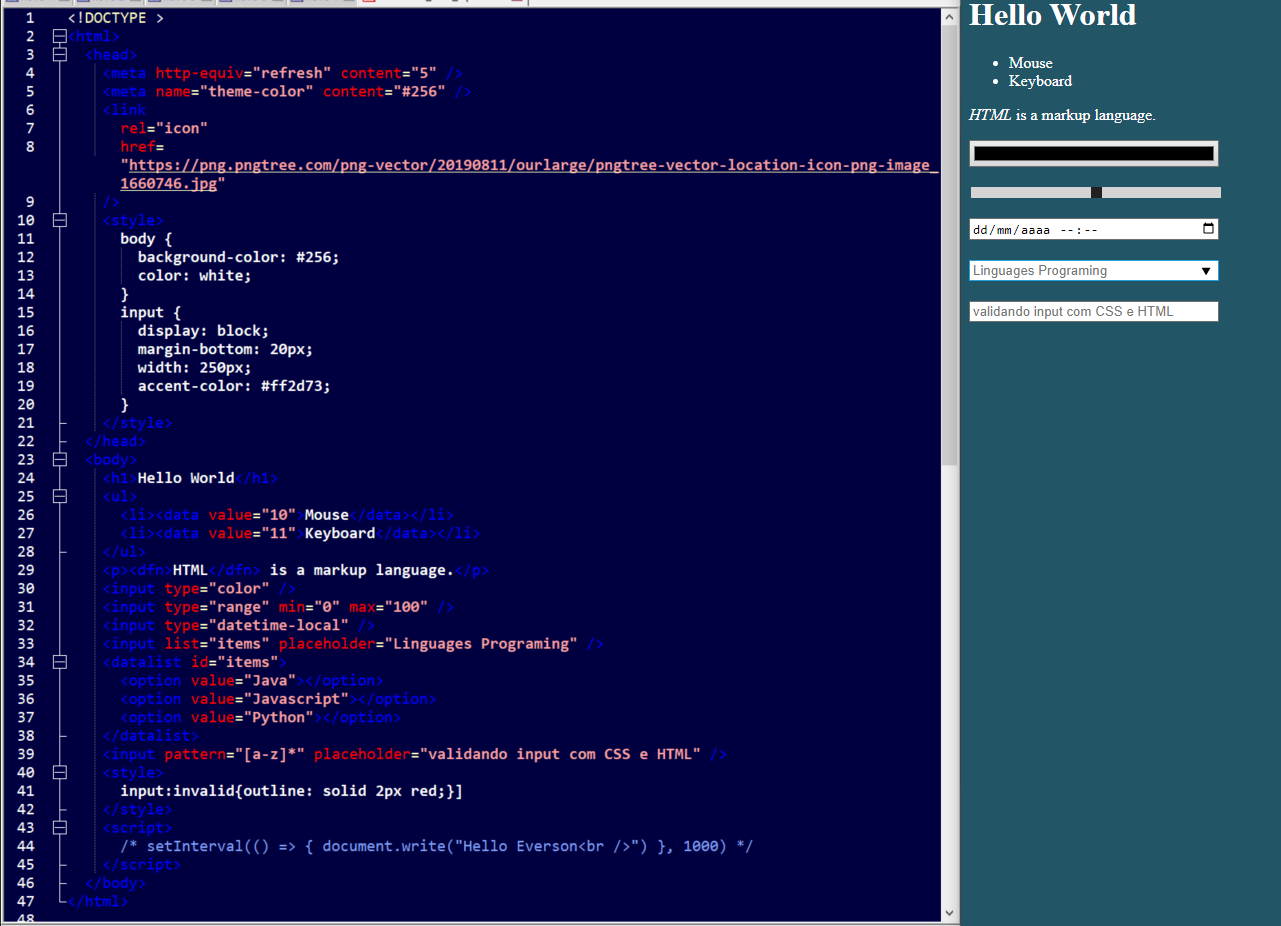 1 <!DOCTYPE >
2 <html>
3 <head>
4 <meta http-equiv="refresh" content="5" />
5 <meta name="theme-color" content="#256" />
6 <link
7 rel="icon"
8 href=
"https://png.pngtree.com/png-vector/20190811/ourlarge/pngtree-vector-location-icon-png-image_
1660746.jpg"
9 />
10 <style>
11 body {
12 background-color: #256;
13 color: white;
14 }
15 input {
16 display: block;
17 margin-bottom: 20px;
18 width: 250px;
19 accent-color: #ff2d73;
20 }
21 </style>
22 </head>
23 <body>
24 <h1>Hello World</h1>
25 <ul>
26 <li><data value="10">Mouse</data></li>
27 <li><data value="11">Keyboard</data></li>
28 </ul>
29 <p><dfn>HTML</dfn> is a markup language.</p>
30 <input type="color" />
31 <input type="range" min="0" max="100" />
32 <input type="datetime-local" />
33 <input list="items" placeholder="Linguages Programing" />
34 <datalist id="items">
35 <option value="Java"></option>
36 <option value="Javascript"></option>
37 <option value="Python"></option>
38 </datalist>
39 <input pattern="[a-z]*" placeholder="validando input com CSS e HTML" />
40 <style>
41 input:invalid{outline: solid 2px red;}]
42 </style>
43 <script>
44 /* setInterval(() => { document.write("Hello Everson<br />") }, 1000) */
45 </script>
46 </body>
47 </html>
48
Hello World
Mouse
Keyboard
HTML is a markup language.
dd/mm/aaaa --:--
Linguages Programing
validando input com CSS e HTML